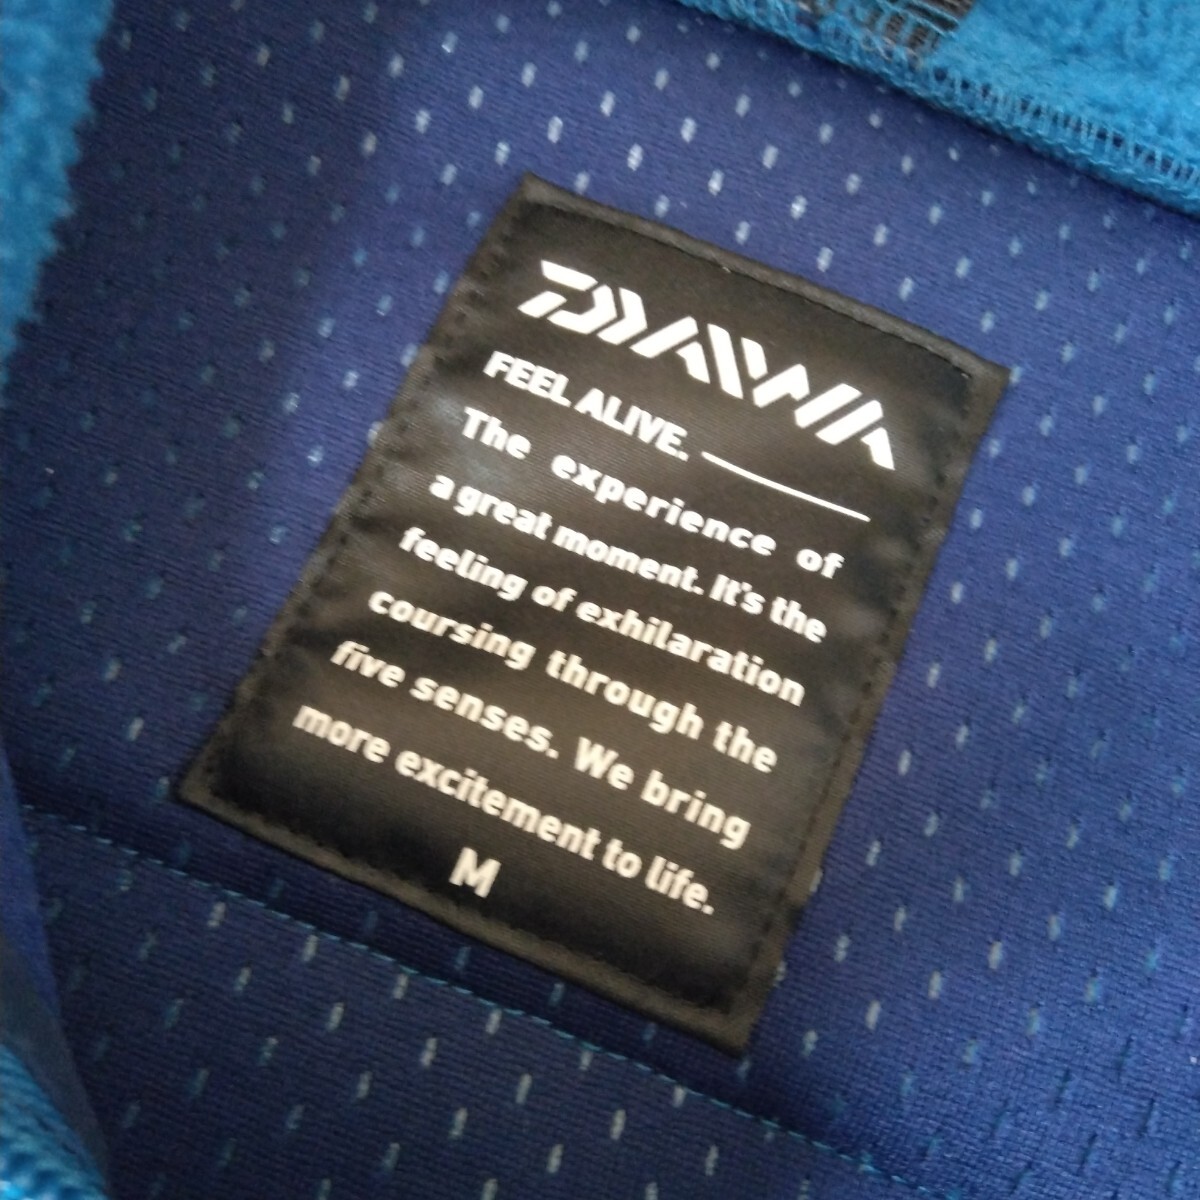 DAIWA
FEEL ALIVE.
The experience of
a great moment. It's the
feeling of exhilaration
coursing through the
five senses. We bring
more excitement to life.
M